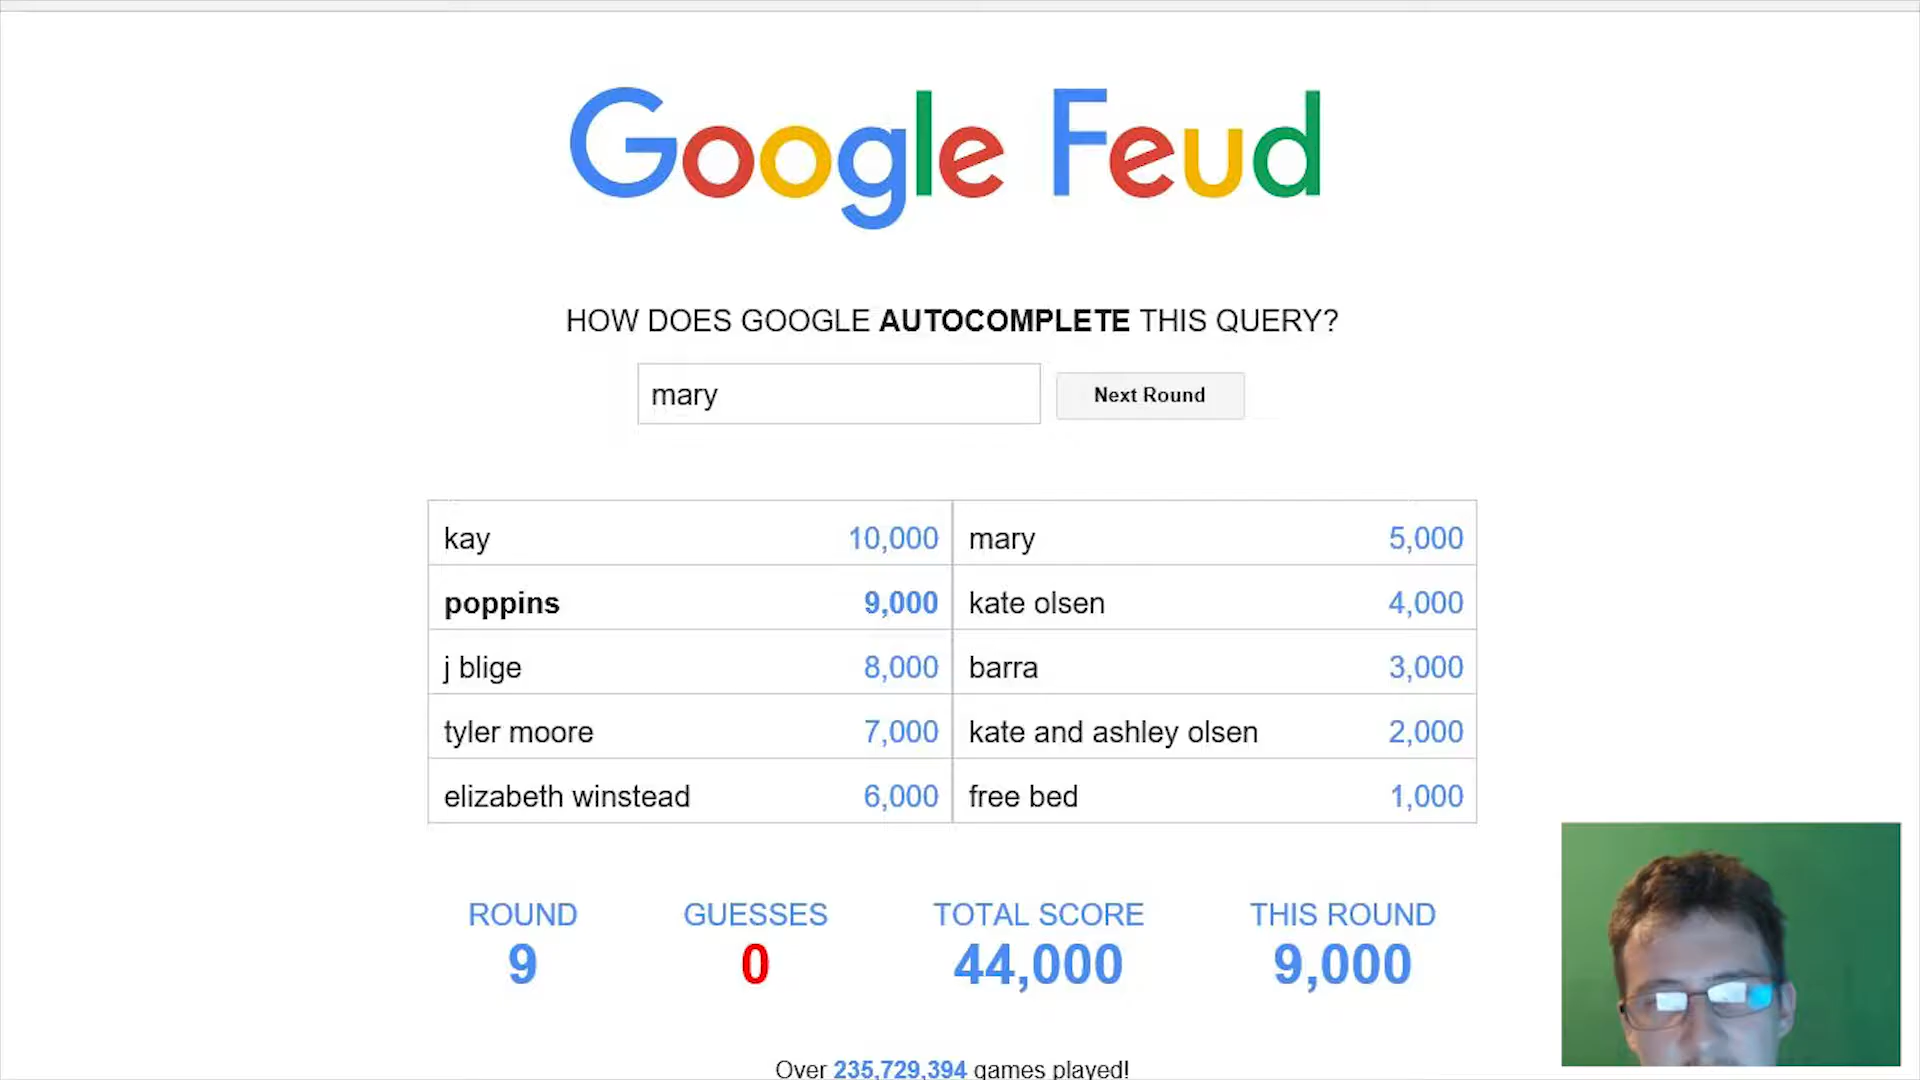 Google Feud
HOW DOES GOOGLE AUTOCOMPLETE THIS QUERY?
mary
Next Round
kay 10,000
poppins 9,000
j blige 8,000
tyler moore 7,000
elizabeth winstead 6,000
mary 5,000
kate olsen 4,000
barra 3,000
kate and ashley olsen 2,000
free bed 1,000
ROUND
9
GUESSES
0
TOTAL SCORE
44,000
THIS ROUND
9,000
Over 235,729,394 games played!